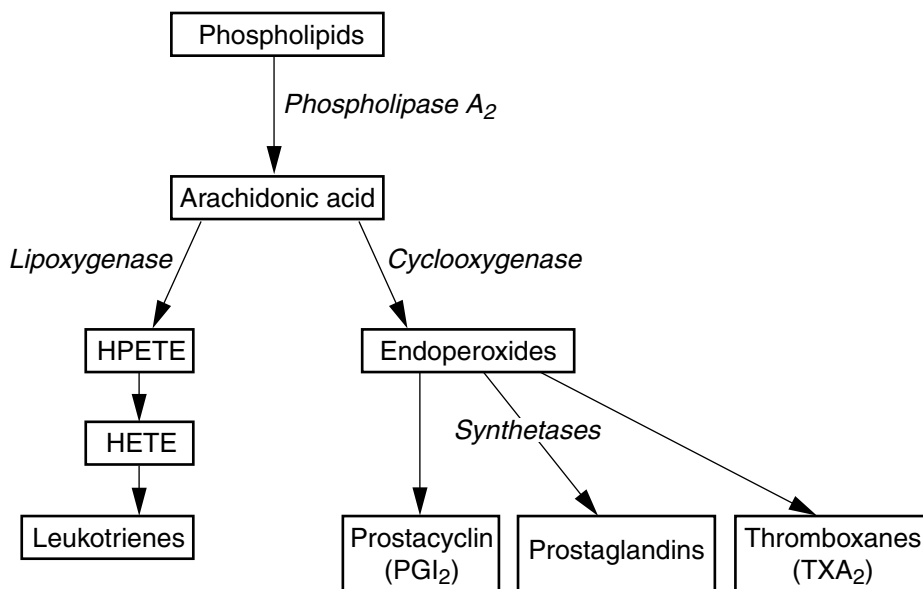 Phospholipids
Phospholipase A₂
Arachidonic acid
Lipoxygenase
Cyclooxygenase
HPETE
Endoperoxides
HETE
Synthetases
Leukotrienes
Prostacyclin
(PGI₂)
Prostaglandins
Thromboxanes
(TXA₂)